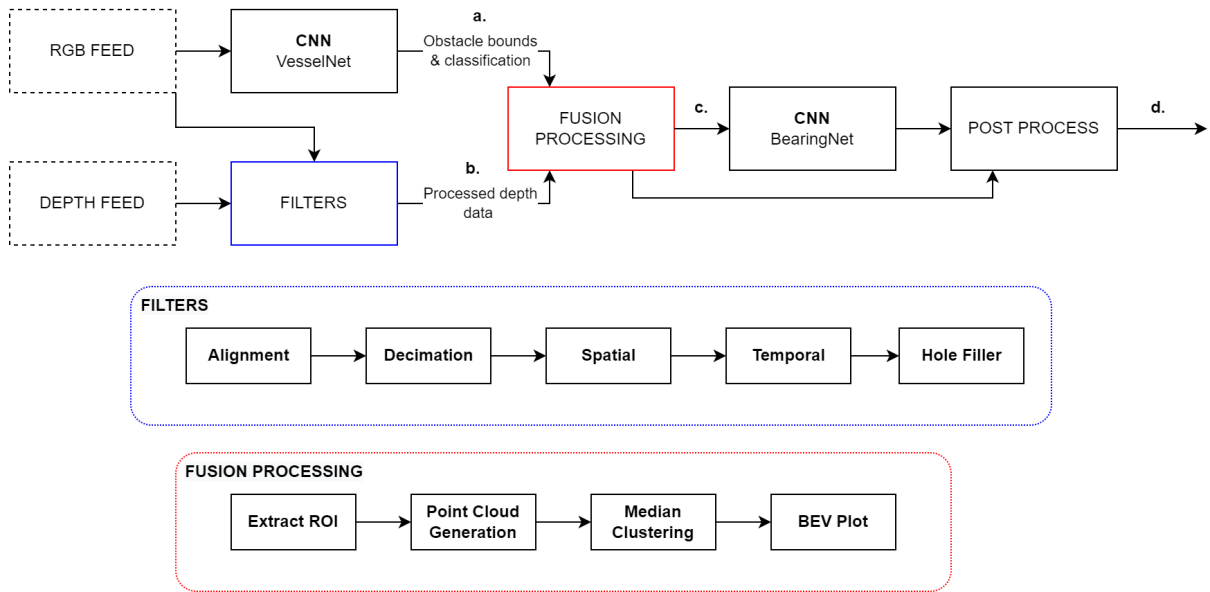 RGB FEED
CNN
VesselNet
a.
Obstacle bounds
& classification
DEPTH FEED
FILTERS
b.
Processed depth
data
FUSION
PROCESSING
c.
CNN
BearingNet
POST PROCESS
d.
FILTERS
Alignment
Decimation
Spatial
Temporal
Hole Filler
FUSION PROCESSING
Extract ROI
Point Cloud
Generation
Median
Clustering
BEV Plot